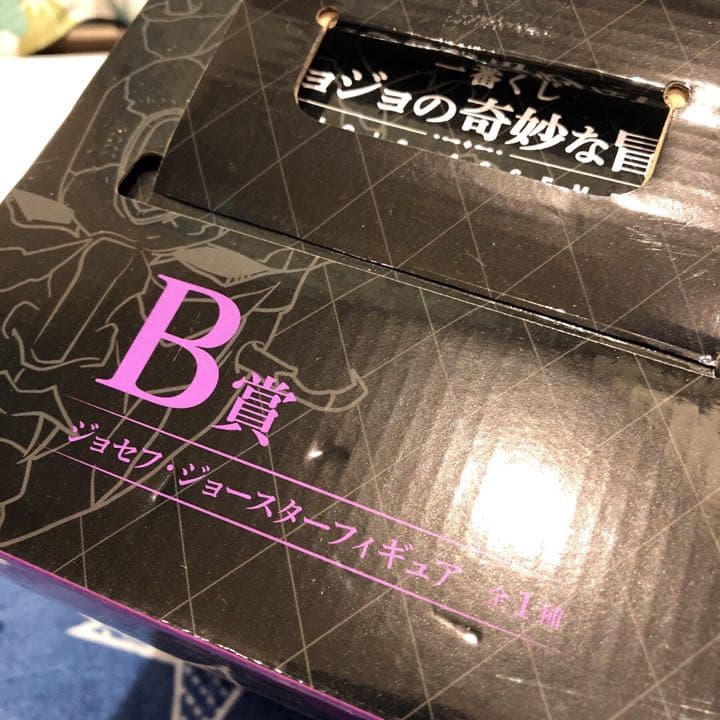 一番くじ
ョジョの奇妙な冒
B賞
ジョセフ・ジョースターフィギュア 全1種